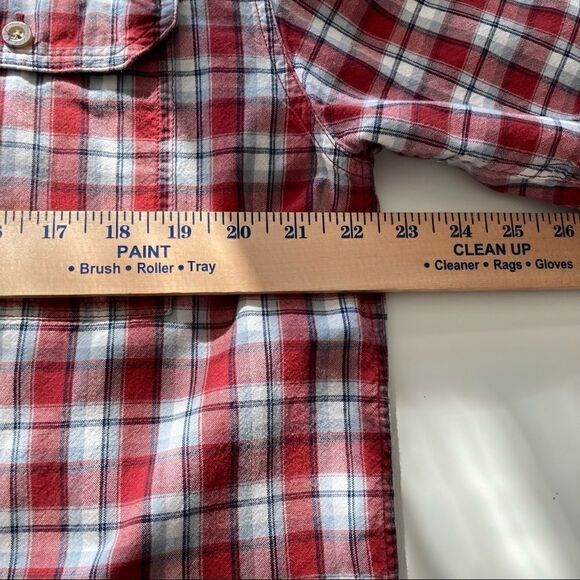 17 18 19 20 21 22 23 24 25 26
PAINT CLEAN UP
• Brush • Roller • Tray • Cleaner • Rags • Gloves